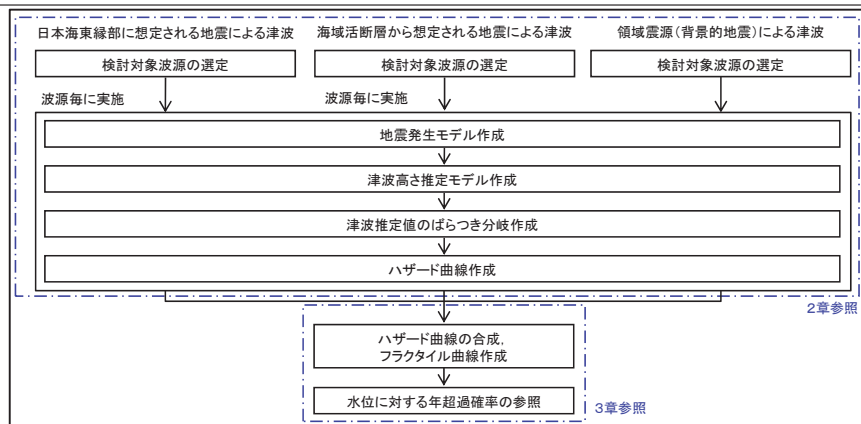 日本海東縁部に想定される地震による津波
海域活断層から想定される地震による津波
領域震源(背景的地震)による津波
検討対象波源の選定
検討対象波源の選定
検討対象波源の選定
波源毎に実施
波源毎に実施
地震発生モデル作成
津波高さ推定モデル作成
津波推定値のばらつき分岐作成
ハザード曲線作成
2章参照
ハザード曲線の合成,
フラクタイル曲線作成
水位に対する年超過確率の参照
3章参照